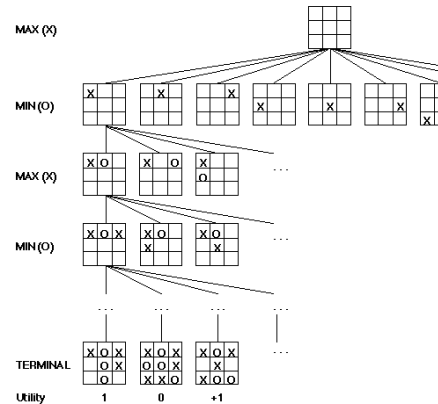 MAX (X)
X X X
MIN (O) X X X
X
X O X O X
MAX (X) O ...
X O X X O X O
MIN (O) X X ...
... ... ... ...
X O X X O X X O X ...
TERMINAL O X O O X X
O X X O X O O
Utility 1 0 +1